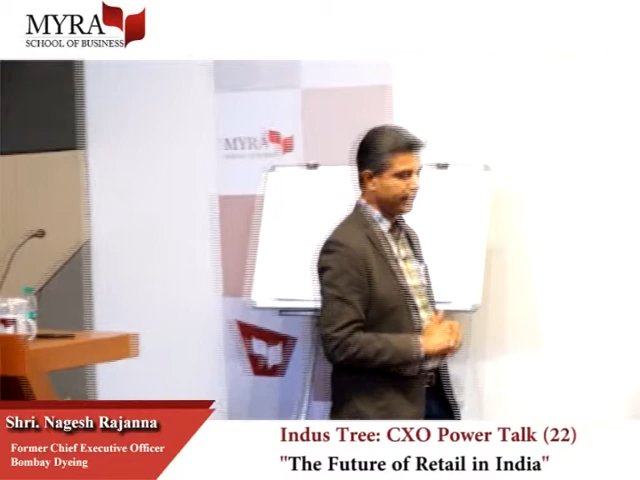 MYRA
SCHOOL OF BUSINESS
MYRA
Shri. Nagesh Rajanna
Former Chief Executive Officer
Bombay Dyeing
Indus Tree: CXO Power Talk (22)
"The Future of Retail in India"